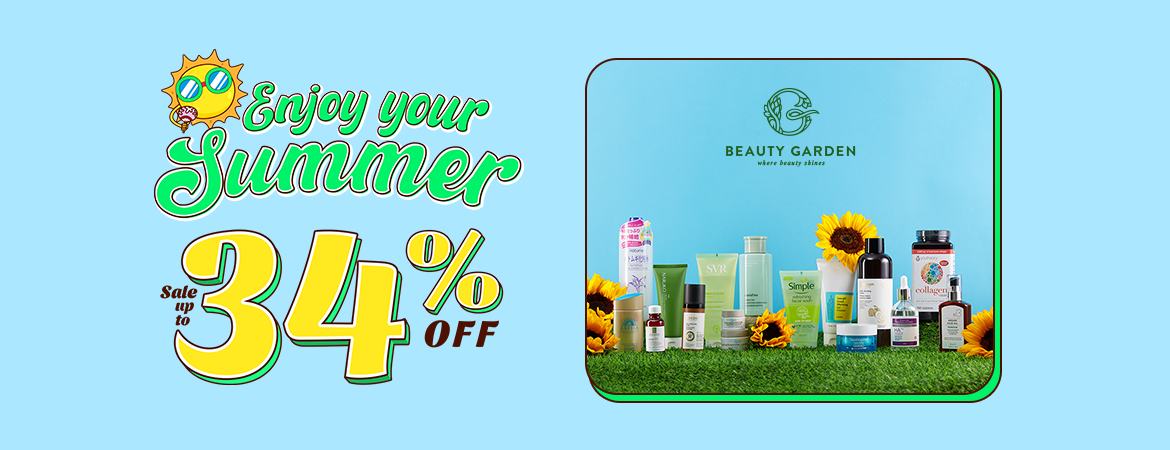 Enjoy your
Summer
Sale
up
to
34%
OFF
BEAUTY GARDEN
where beauty shines
SVR
Simple
collagen